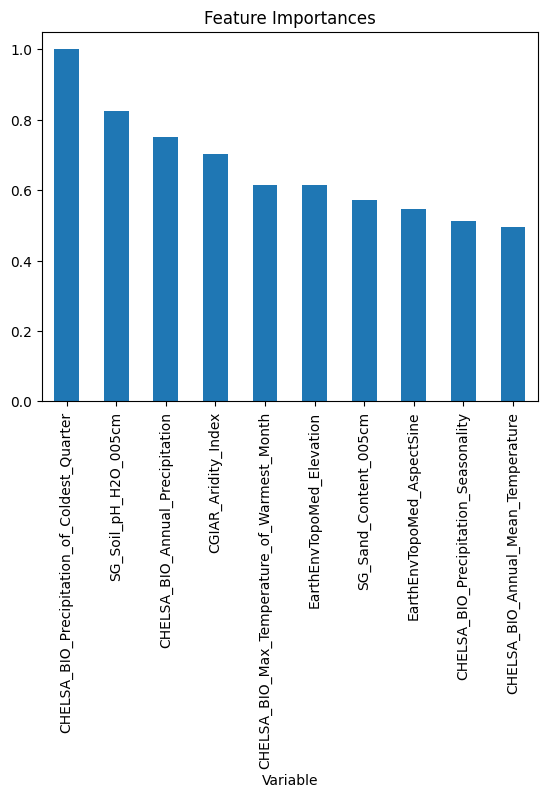 Feature Importances
1.0
0.8
0.6
0.4
0.2
0.0
CHELSA_BIO_Precipitation_of_Coldest_Quarter
SG_Soil_pH_H2O_005cm
CHELSA_BIO_Annual_Precipitation
CGIAR_Aridity_Index
CHELSA_BIO_Max_Temperature_of_Warmest_Month
EarthEnvTopoMed_Elevation
SG_Sand_Content_005cm
EarthEnvTopoMed_AspectSine
CHELSA_BIO_Precipitation_Seasonality
CHELSA_BIO_Annual_Mean_Temperature
Variable